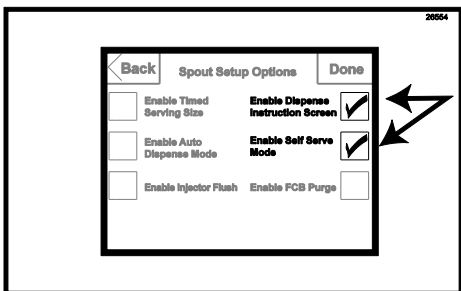 26554
Back
Spout Setup Options
Done
Enable Timed
Serving Size
Enable Dispense
Instruction Screen
Enable Auto
Dispense Mode
Enable Self Serve
Mode
Enable Injector Flush
Enable FCB Purge